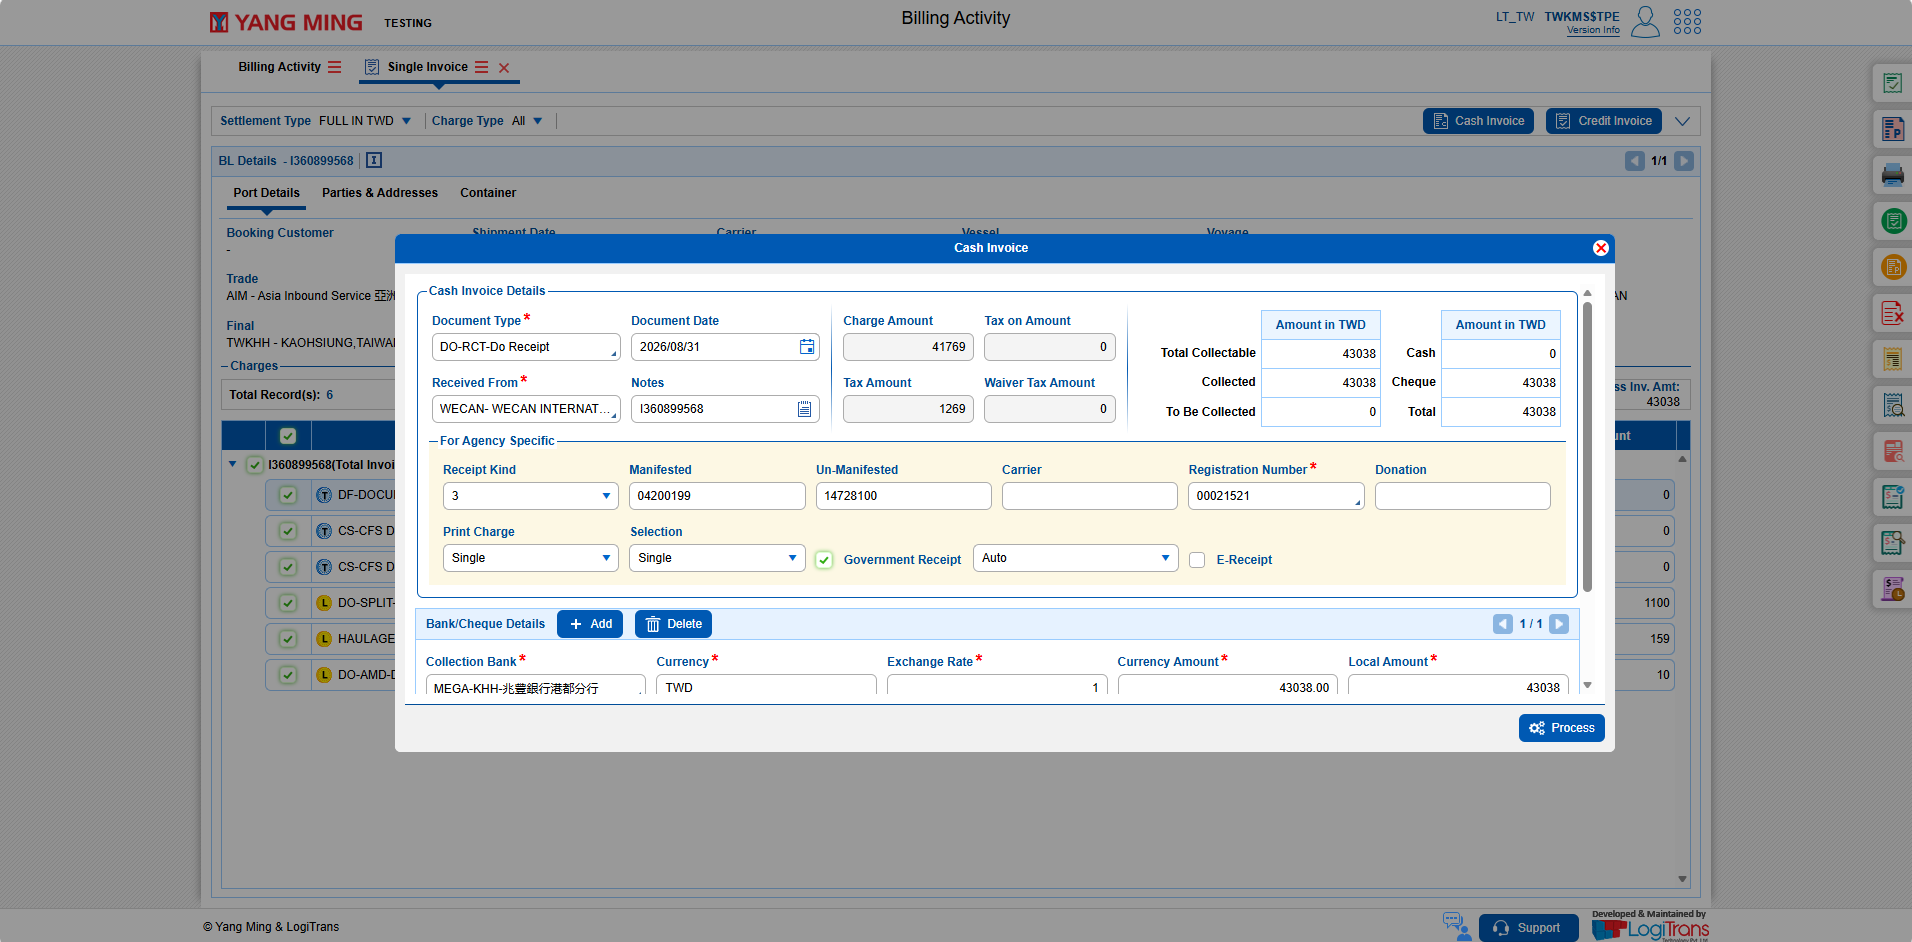 YANG MING TESTING
Billing Activity
LT_TW TWKMS$TPE
Version Info
Billing Activity
Single Invoice
Settlement Type FULL IN TWD
Charge Type All
Cash Invoice
Credit Invoice
BL Details - I360899568
1/1
Port Details Parties & Addresses Container
Booking Customer Shipment Date Carrier Vessel Voyage
-
Trade
AIM - Asia Inbound Service
Final
TWKHH - KAOHSIUNG,TAIWA
Charges
Total Record(s): 6
ss Inv. Amt:
43038
I360899568(Total Invoi
DF-DOCU
0
CS-CFS D
0
CS-CFS D
0
DO-SPLIT-
1100
HAULAGE
159
DO-AMD-D
10
Cash Invoice
Cash Invoice Details
Document Type* Document Date
DO-RCT-Do Receipt 2026/08/31
Received From* Notes
WECAN- WECAN INTERNAT... I360899568
Charge Amount Tax on Amount
41769 0
Tax Amount Waiver Tax Amount
1269 0
Amount in TWD Amount in TWD
Total Collectable 43038 Cash 0
Collected 43038 Cheque 43038
To Be Collected 0 Total 43038
For Agency Specific
Receipt Kind Manifested Un-Manifested Carrier Registration Number* Donation
3 04200199 14728100 00021521
Print Charge Selection
Single Single Government Receipt Auto E-Receipt
Bank/Cheque Details Add Delete 1 / 1
Collection Bank* Currency* Exchange Rate* Currency Amount* Local Amount*
MEGA-KHH-兆豐銀行港都分行 TWD 1 43038.00 43038
Process
© Yang Ming & LogiTrans
Support
Developed & Maintained by
LogiTrans
Technology Pvt. Ltd.